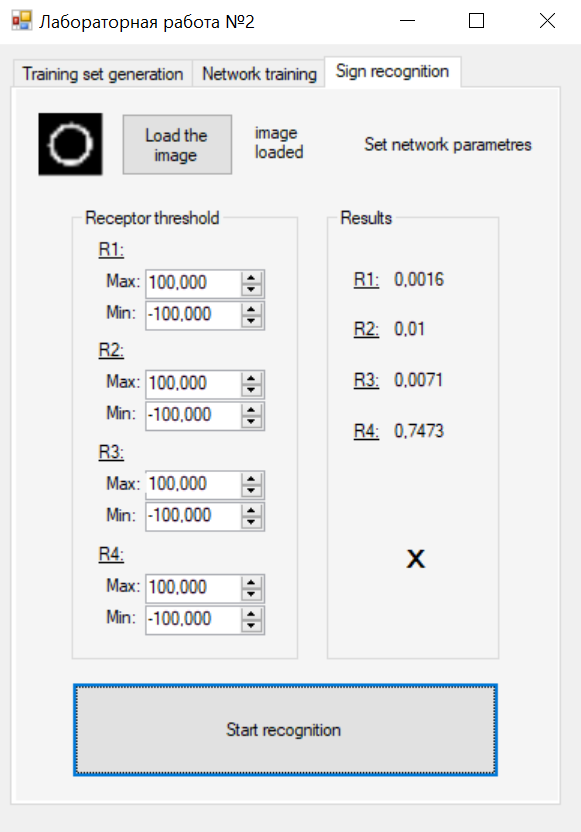 Лабораторная работа №2
Training set generation
Network training
Sign recognition
Load the
image
image
loaded
Set network parametres
Receptor threshold
R1:
Max: 100,000
Min: -100,000
R2:
Max: 100,000
Min: -100,000
R3:
Max: 100,000
Min: -100,000
R4:
Max: 100,000
Min: -100,000
Results
R1: 0,0016
R2: 0,01
R3: 0,0071
R4: 0,7473
X
Start recognition